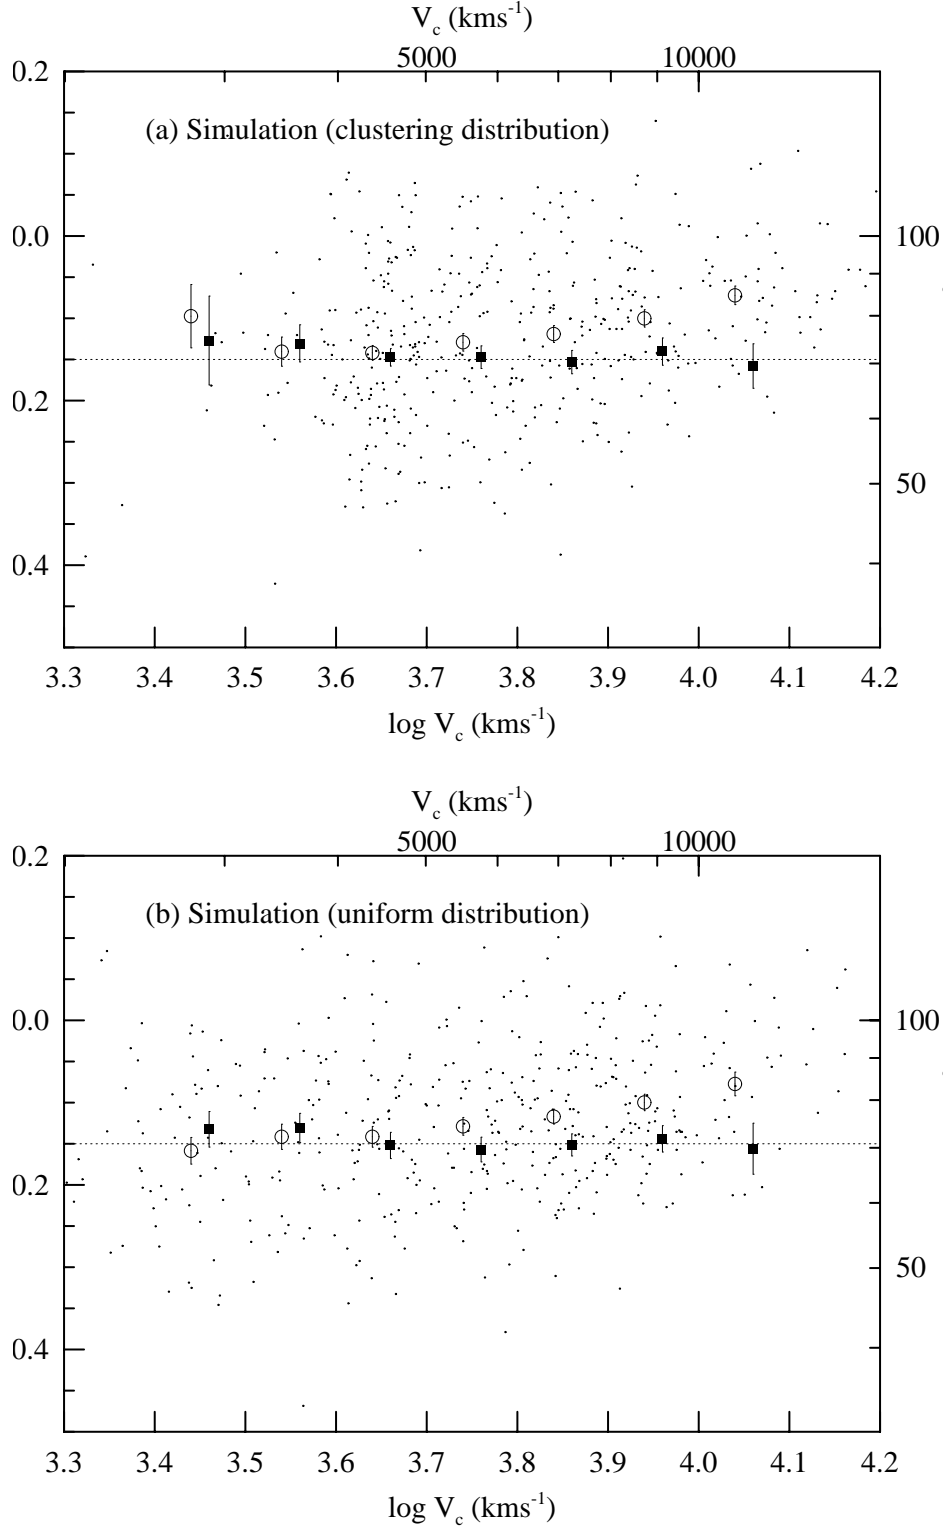 V_c (kms^-1)
5000 10000
0.2
(a) Simulation (clustering distribution)
0.0 100
0.2
50
0.4
3.3 3.4 3.5 3.6 3.7 3.8 3.9 4.0 4.1 4.2
log V_c (kms^-1)
V_c (kms^-1)
5000 10000
0.2
(b) Simulation (uniform distribution)
0.0 100
0.2
50
0.4
3.3 3.4 3.5 3.6 3.7 3.8 3.9 4.0 4.1 4.2
log V_c (kms^-1)